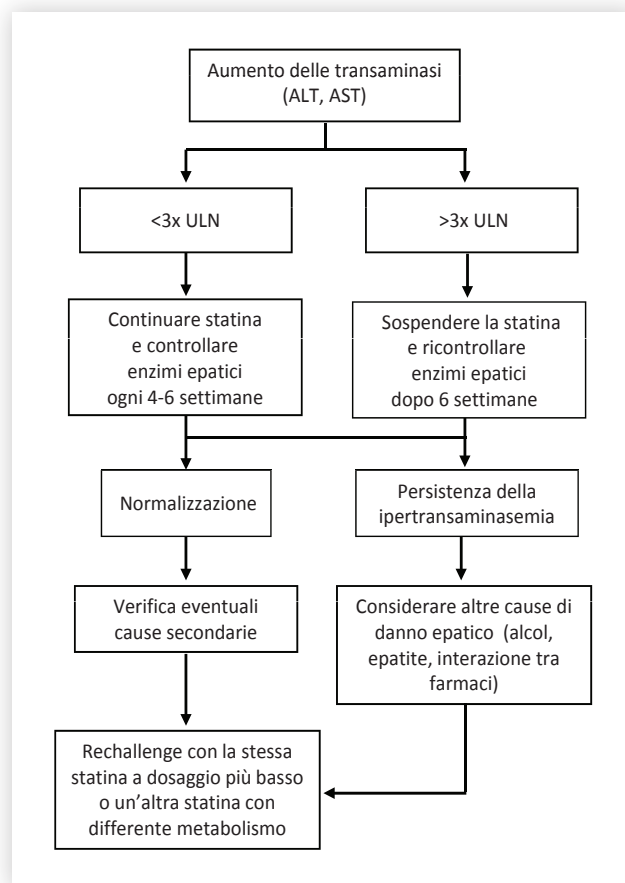 Aumento delle transaminasi
(ALT, AST)
<3x ULN
>3x ULN
Continuare statina
e controllare
enzimi epatici
ogni 4-6 settimane
Sospendere la statina
e ricontrollare
enzimi epatici
dopo 6 settimane
Normalizzazione
Persistenza della
ipertransaminasemia
Verifica eventuali
cause secondarie
Considerare altre cause di
danno epatico (alcol,
epatite, interazione tra
farmaci)
Rechallenge con la stessa
statina a dosaggio più basso
o un’altra statina con
differente metabolismo